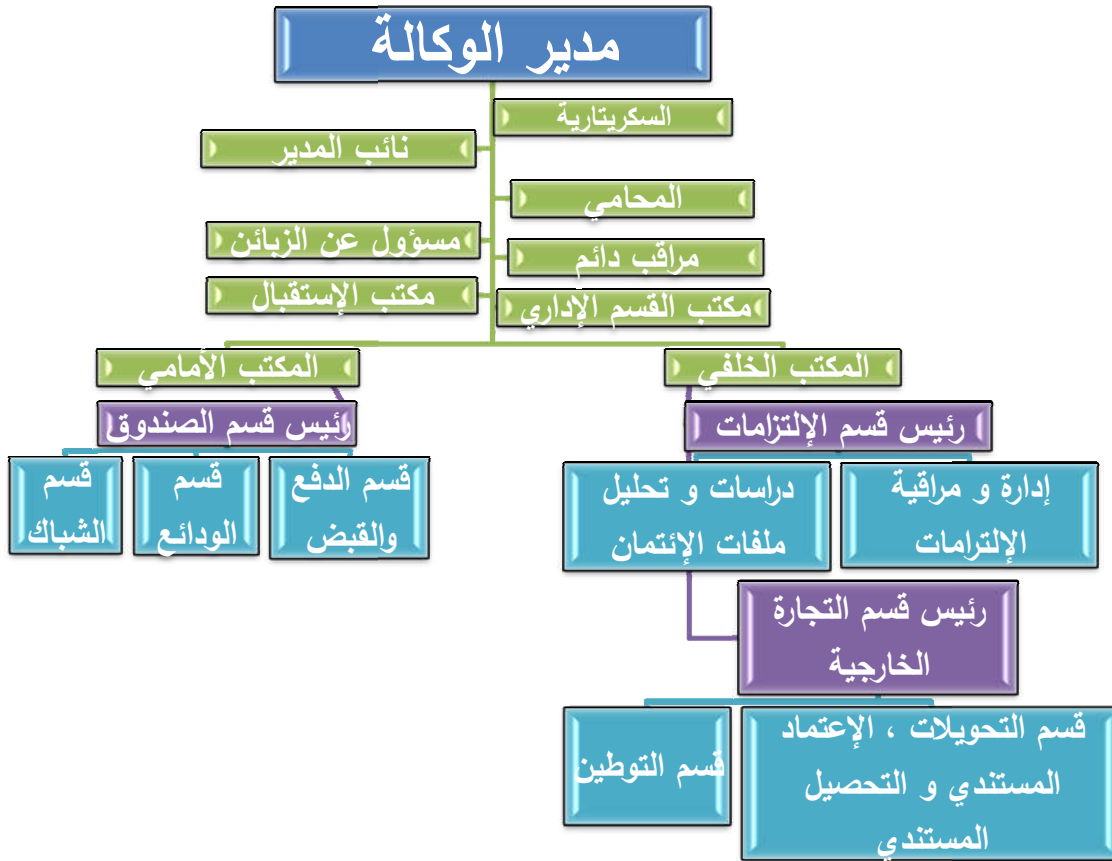 مدير الوكالة
السكريتارية
نائب المدير
المحامي
مسؤول عن الزبائن
مراقب دائم
مكتب الإستقبال
مكتب القسم الإداري
المكتب الخلفي
المكتب الأمامي
رئيس قسم الإلتزامات
رئيس قسم الصندوق
إدارة و مراقبة
الإلترامات
دراسات و تحليل
ملفات الإئتمان
قسم الدفع
والقبض
قسم
الودائع
قسم
الشباك
رئيس قسم التجارة
الخارجية
قسم التحويلات ، الإعتماد
المستندي و التحصيل
المستندي
قسم التوطين